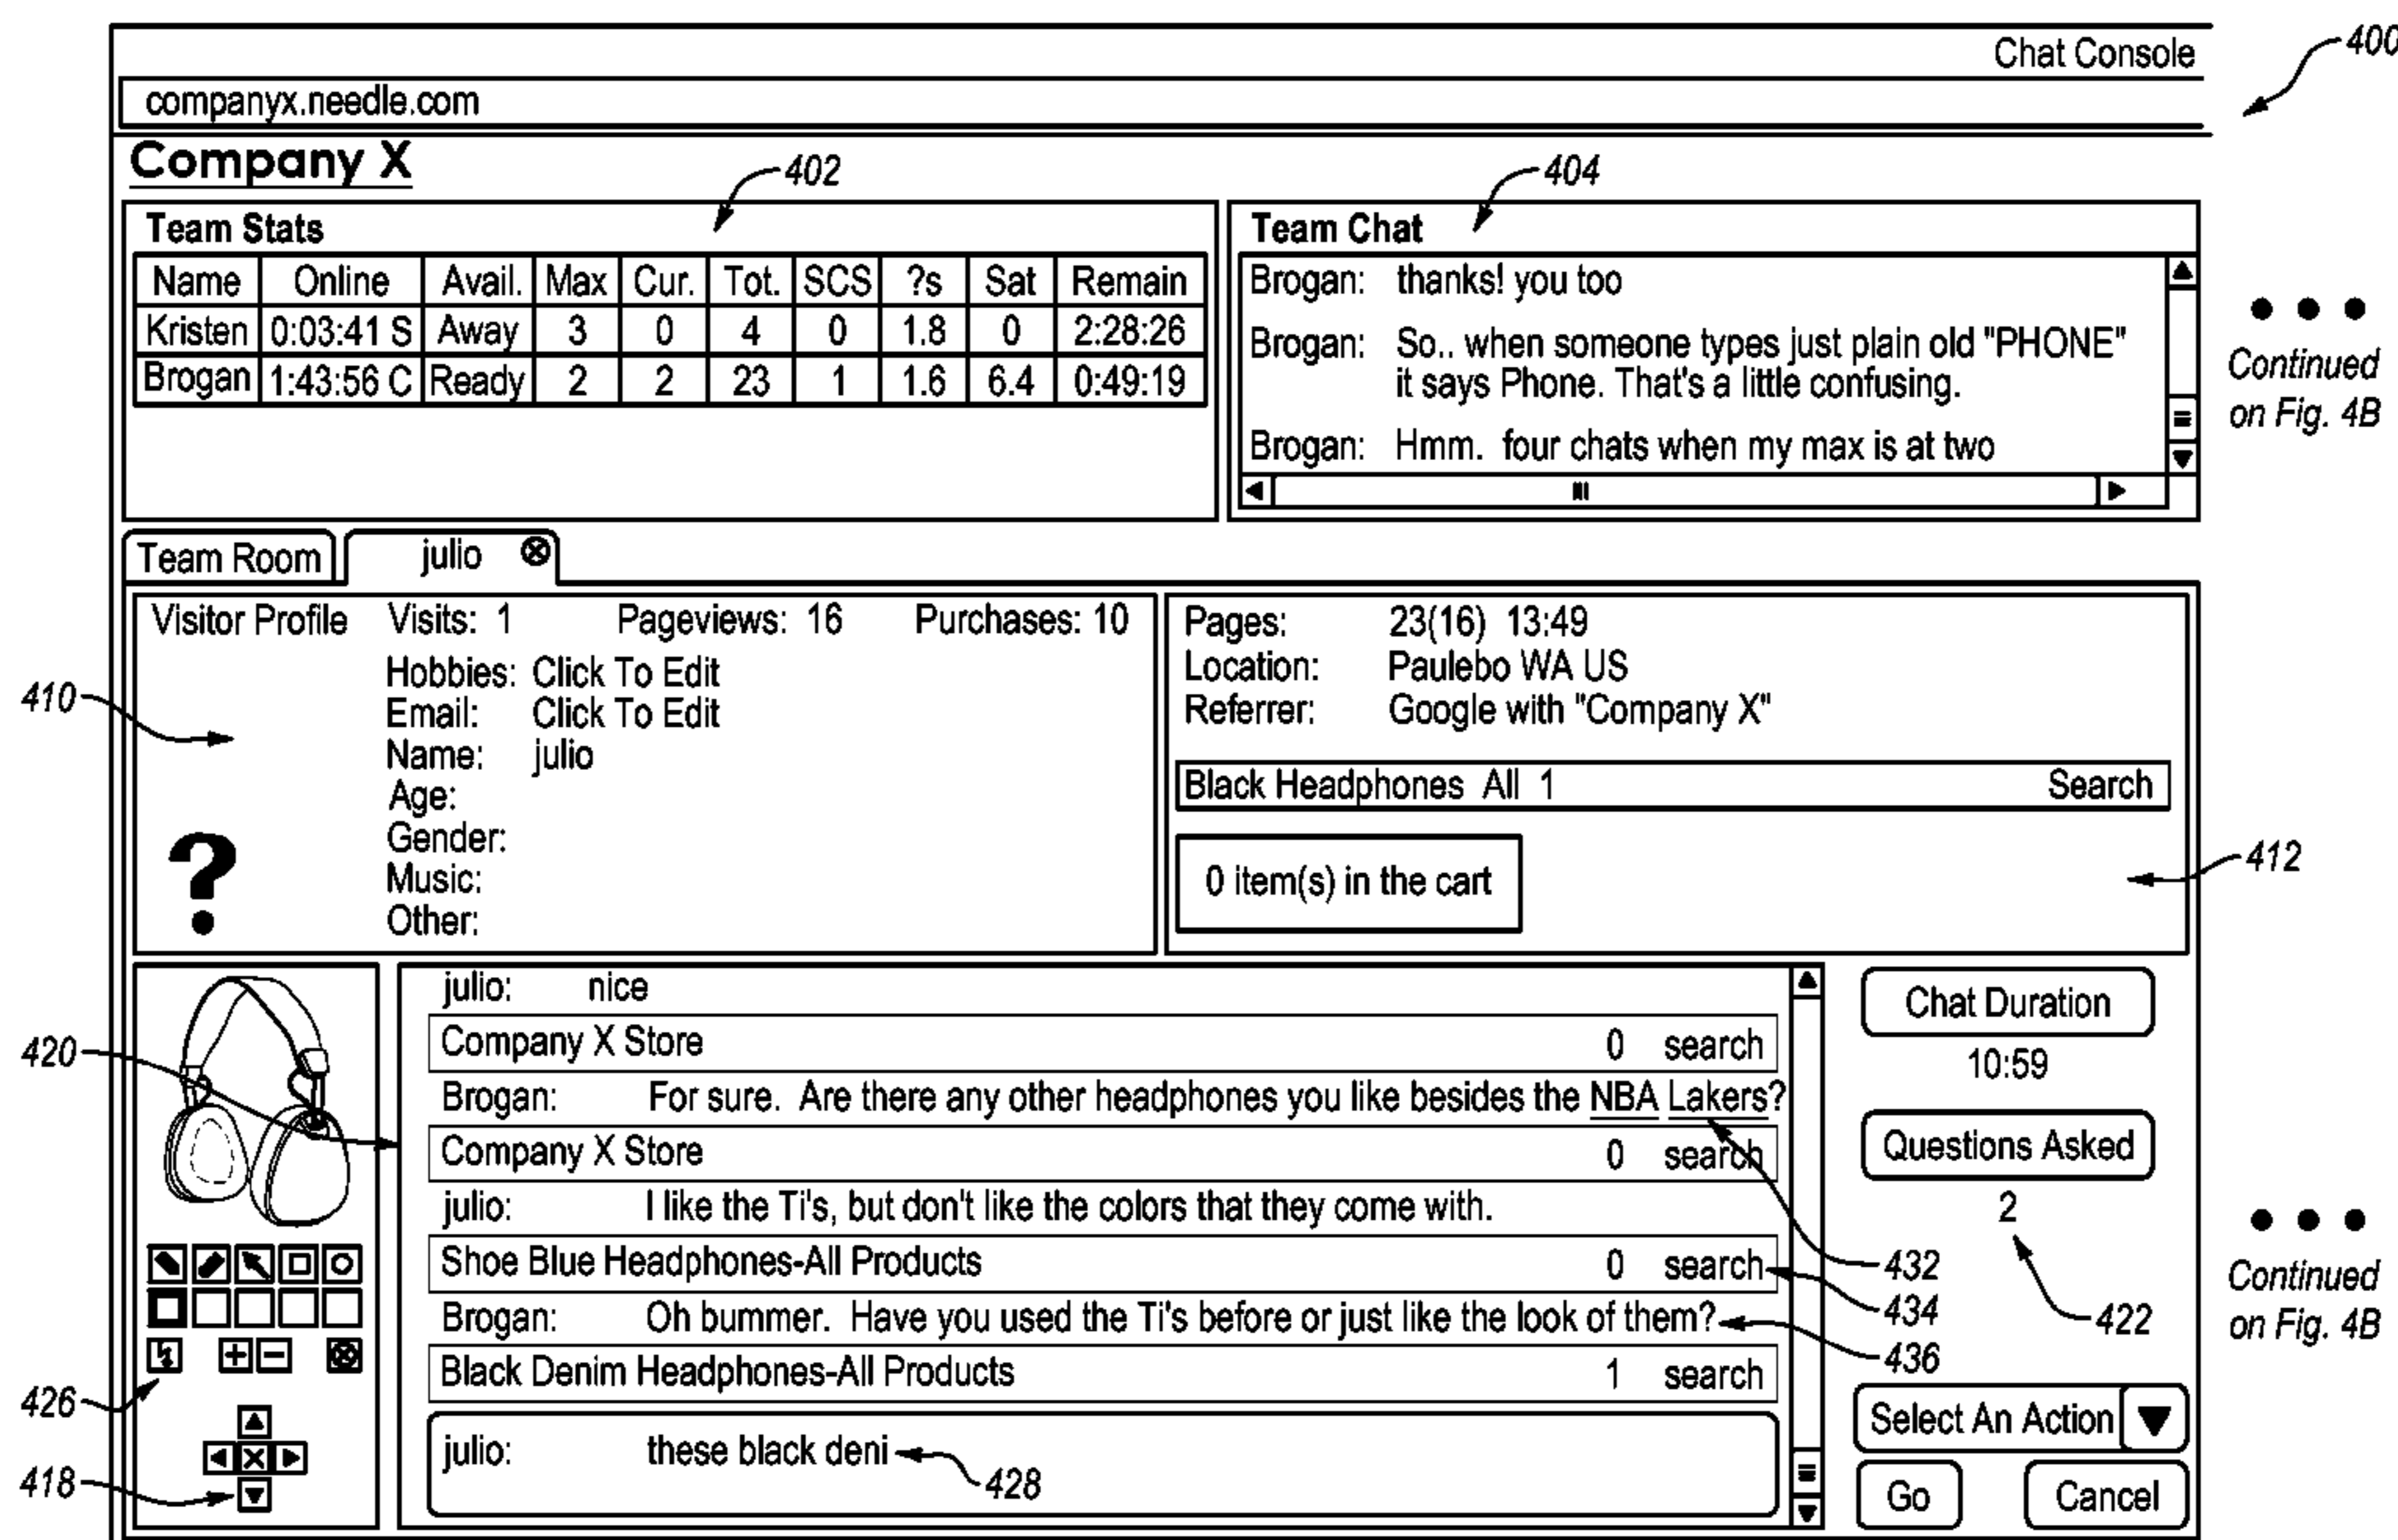 Chat Console
400
companyx.needle.com
Company X
402
404
Team Stats
Name Online Avail. Max Cur. Tot. SCS ?s Sat Remain
Kristen 0:03:41 S Away 3 0 4 0 1.8 0 2:28:26
Brogan 1:43:56 C Ready 2 2 23 1 1.6 6.4 0:49:19
Team Chat
Brogan: thanks! you too
Brogan: So.. when someone types just plain old "PHONE"
it says Phone. That's a little confusing.
Brogan: Hmm. four chats when my max is at two
Continued
on Fig. 4B
Team Room julio
Visitor Profile Visits: 1 Pageviews: 16 Purchases: 10
Hobbies: Click To Edit
Email: Click To Edit
Name: julio
Age:
Gender:
Music:
Other:
?
410
Pages: 23(16) 13:49
Location: Paulebo WA US
Referrer: Google with "Company X"
Black Headphones All 1 Search
0 item(s) in the cart
412
420
julio: nice
Company X Store 0 search
Brogan: For sure. Are there any other headphones you like besides the NBA Lakers?
Company X Store 0 search
julio: I like the Ti's, but don't like the colors that they come with.
Shoe Blue Headphones-All Products 0 search
Brogan: Oh bummer. Have you used the Ti's before or just like the look of them?
Black Denim Headphones-All Products 1 search
julio: these black deni
428
432
434
436
426
418
Chat Duration
10:59
Questions Asked
2
422
Select An Action
Go Cancel
Continued
on Fig. 4B